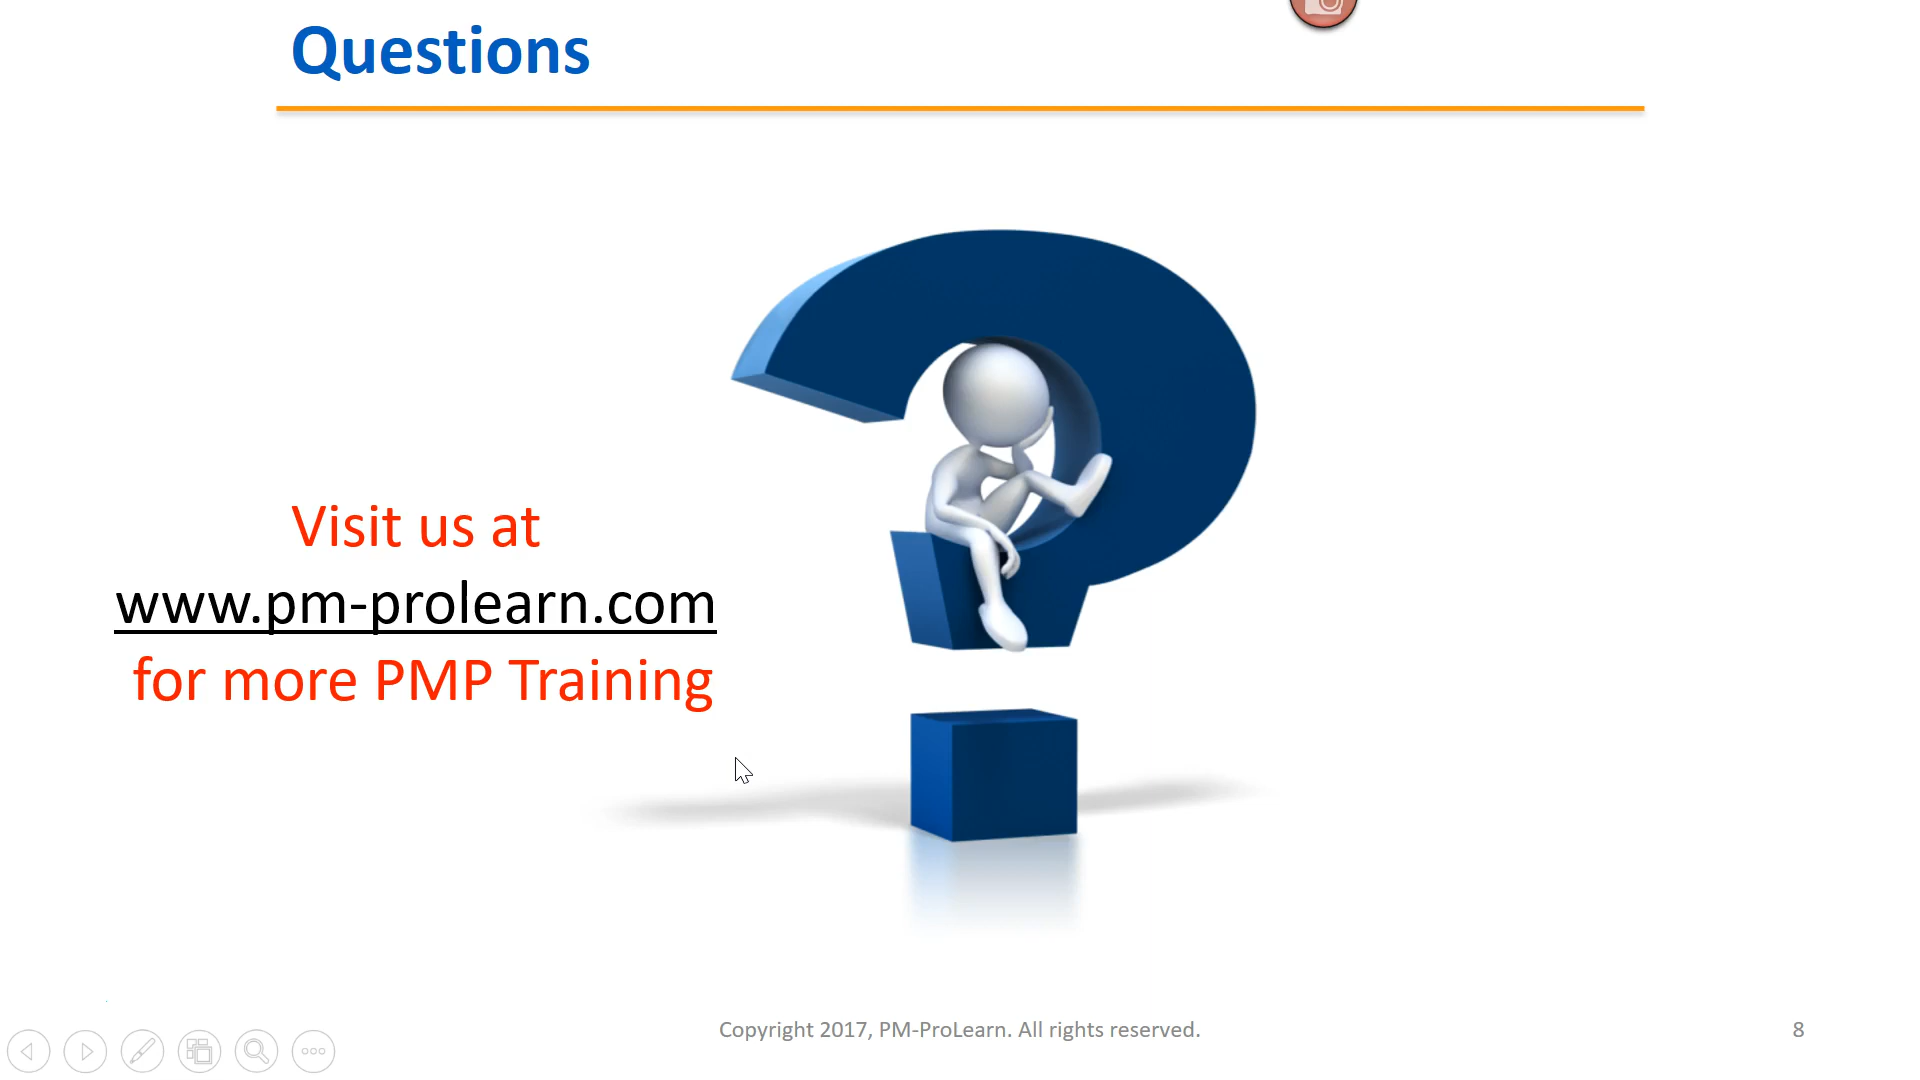 Questions
Visit us at
www.pm-prolearn.com
for more PMP Training
Copyright 2017, PM-ProLearn. All rights reserved.
8